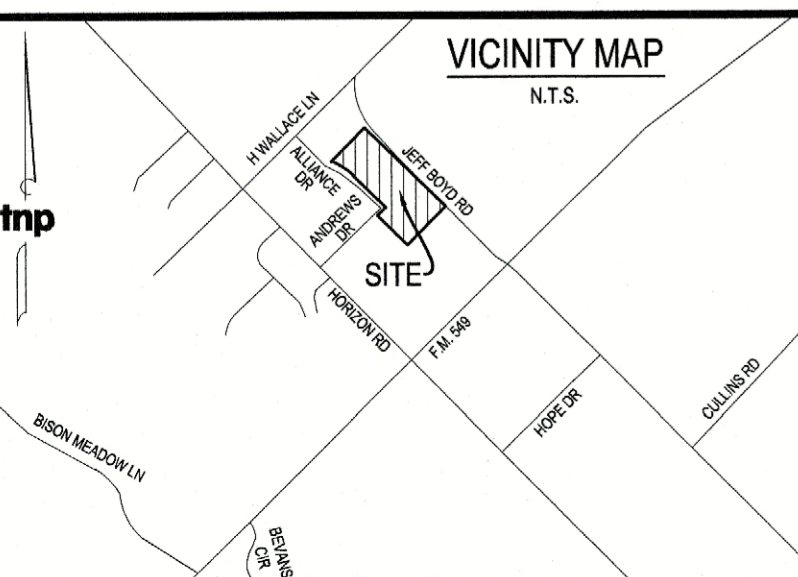 VICINITY MAP
N.T.S.
H WALLACE LN
ALLIANCE
DR
JEFF BOYD RD
ANDREWS
DR
tnp
SITE
HORIZON RD
F.M. 549
HOPE DR
CULLINS RD
BISON MEADOW LN
BEVANS
CIR